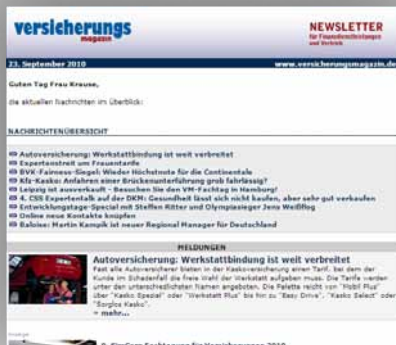 versicherungs
magazin
NEWSLETTER
für Finanzdienstleistungen
und Vertrieb
23. September 2010
www.versicherungsmagazin.de
Guten Tag Frau Krause,
die aktuellen Nachrichten im Überblick:
NACHRICHTENÜBERSICHT
Autoversicherung: Werkstattbindung ist weit verbreitet
Expertenstreit um Frauentarife
BVK-Fairness-Siegel: Wieder Höchstnote für die Continentale
Kfz-Kasko: Anfahren einer Brückenunterführung grob fahrlässig?
Leipzig ist ausverkauft - Besuchen Sie den VM-Fachtag in Hamburg!
4. CSS Expertentalk auf der DKM: Gesundheit lässt sich nicht kaufen, aber sehr gut verkaufen
Entwicklungstage-Special mit Steffen Ritter und Olympiasieger Jens Weißflog
Online neue Kontakte knüpfen
Baloise: Martin Kampik ist neuer Regional Manager für Deutschland
MELDUNGEN
Autoversicherung: Werkstattbindung ist weit verbreitet
Fast alle Autoversicherer bieten in der Kaskoversicherung einen Tarif, bei dem der
Kunde im Schadenfall die freie Wahl der Werkstatt aufgeben muss. Die Tarife werden
unter den unterschiedlichsten Namen angeboten. Die Palette reicht von "Mobil Plus"
über "Kasko Spezial" oder "Werkstatt Plus" bis hin zu "Easy Drive", "Kasko Select" oder
"Sorglos Kasko".
» mehr...
Anzeige